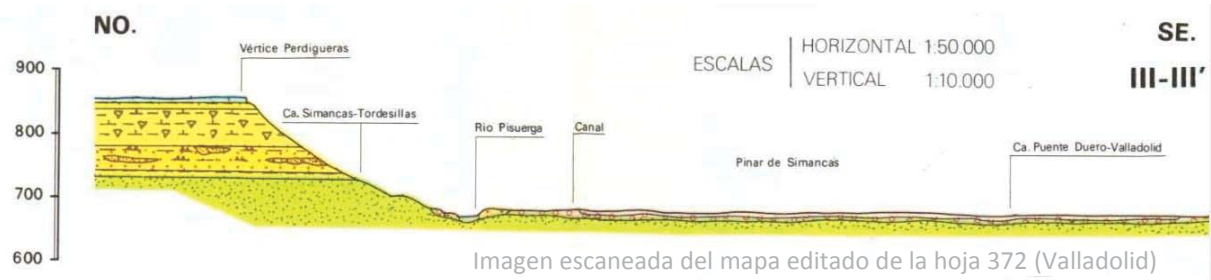 NO.
SE.
III-III'
ESCALAS
HORIZONTAL 1:50.000
VERTICAL 1:10.000
Vértice Perdigueras
Ca. Simancas-Tordesillas
Rio Pisuerga
Canal
Pinar de Simancas
Ca. Puente Duero-Valladolid
900
800
700
600
Imagen escaneada del mapa editado de la hoja 372 (Valladolid)